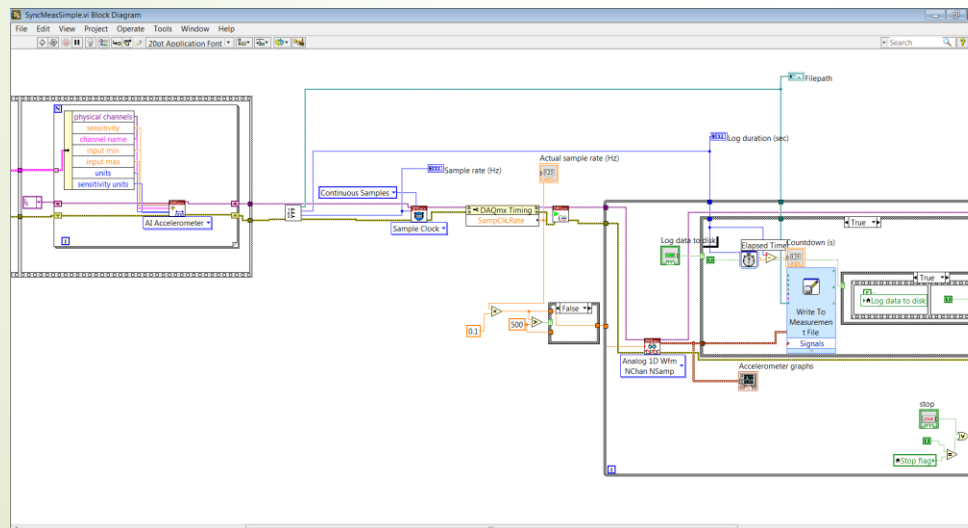 SyncMeasSimple.vi Block Diagram
File Edit View Project Operate Tools Window Help
20pt Application Font
Search
Filepath
N
physical channels
sensitivity
channel name
input min
input max
units
sensitivity units
AI Accelerometer
i
Log duration (sec)
Actual sample rate (Hz)
Sample rate (Hz)
Continuous Samples
Sample Clock
DAQmx Timing
SampClkRate
True
Log data to disk
Elapsed Time
Countdown (s)
True
Log data to disk
Write To
Measuremen
t File
Signals
False
0.1
500
Analog 1D Wfm
NChan NSamp
Accelerometer graphs
stop
Stop flag
i